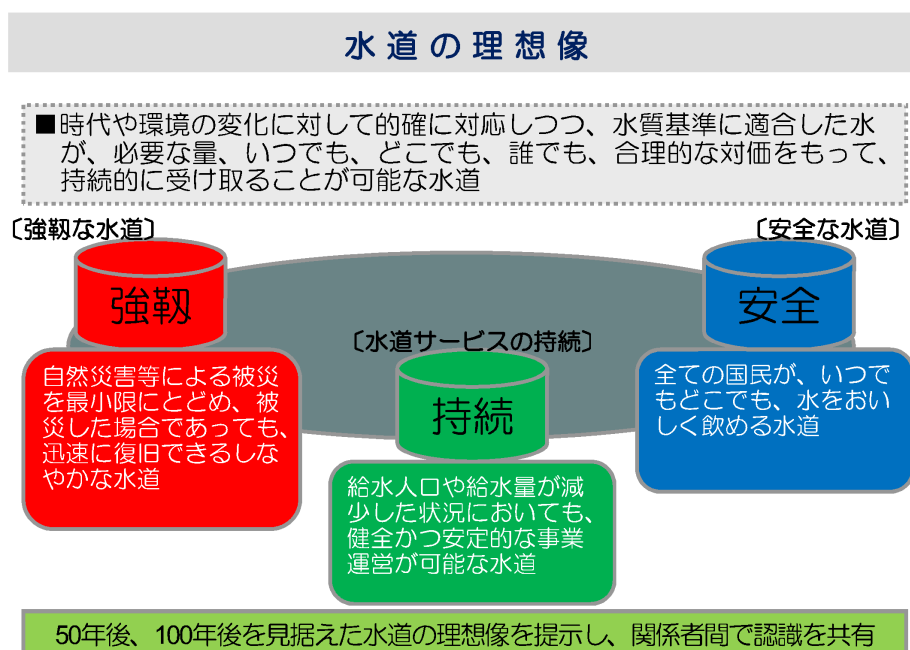 水道の理想像
■時代や環境の変化に対して的確に対応しつつ、水質基準に適合した水
が、必要な量、いつでも、どこでも、誰でも、合理的な対価をもって、
持続的に受け取ることが可能な水道
〔強靱な水道〕
強靱
自然災害等による被災
を最小限にとどめ、被
災した場合であっても、
迅速に復旧できるしな
やかな水道
〔水道サービスの持続〕
持続
給水人口や給水量が減
少した状況においても、
健全かつ安定的な事業
運営が可能な水道
〔安全な水道〕
安全
全ての国民が、いつで
もどこでも、水をおい
しく飲める水道
50年後、100年後を見据えた水道の理想像を提示し、関係者間で認識を共有